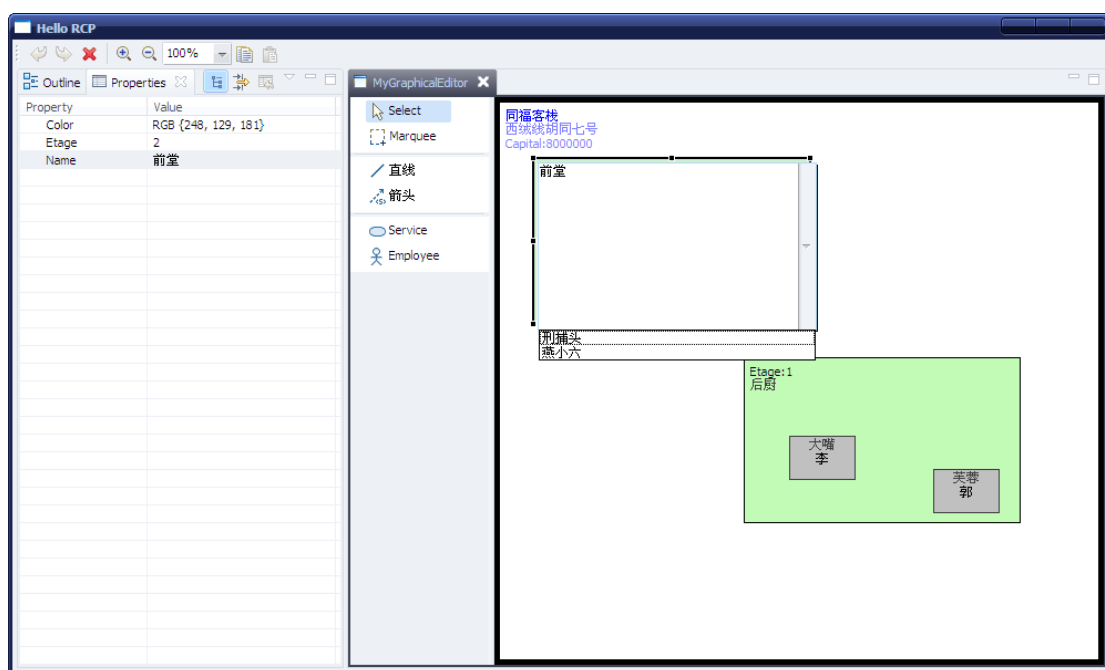 Hello RCP
100%
Outline
Properties
Property Value
Color RGB {248, 129, 181}
Etage 2
Name 前堂
MyGraphicalEditor
Select
Marquee
直线
箭头
Service
Employee
同福客栈
西绒线胡同七号
Capital:8000000
前堂
刑捕头
燕小六
Etage:1
后厨
大嘴
李
芙蓉
郭